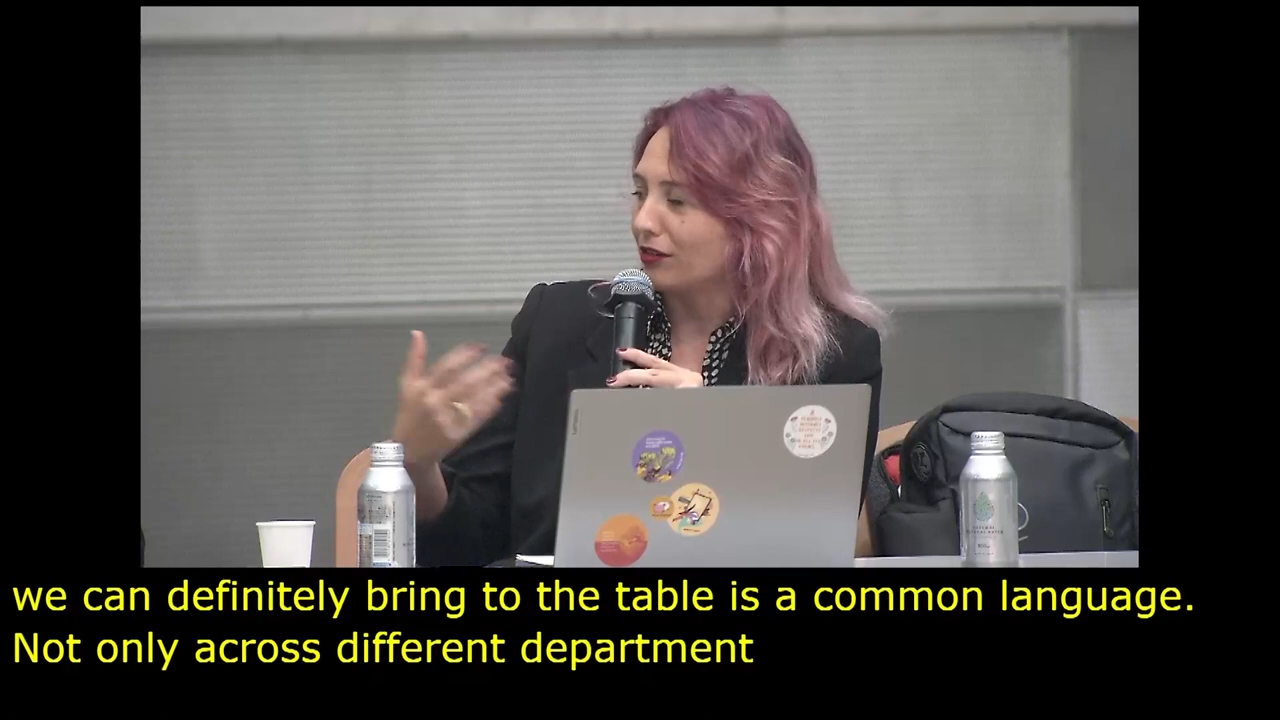 we can definitely bring to the table is a common language.
Not only across different department